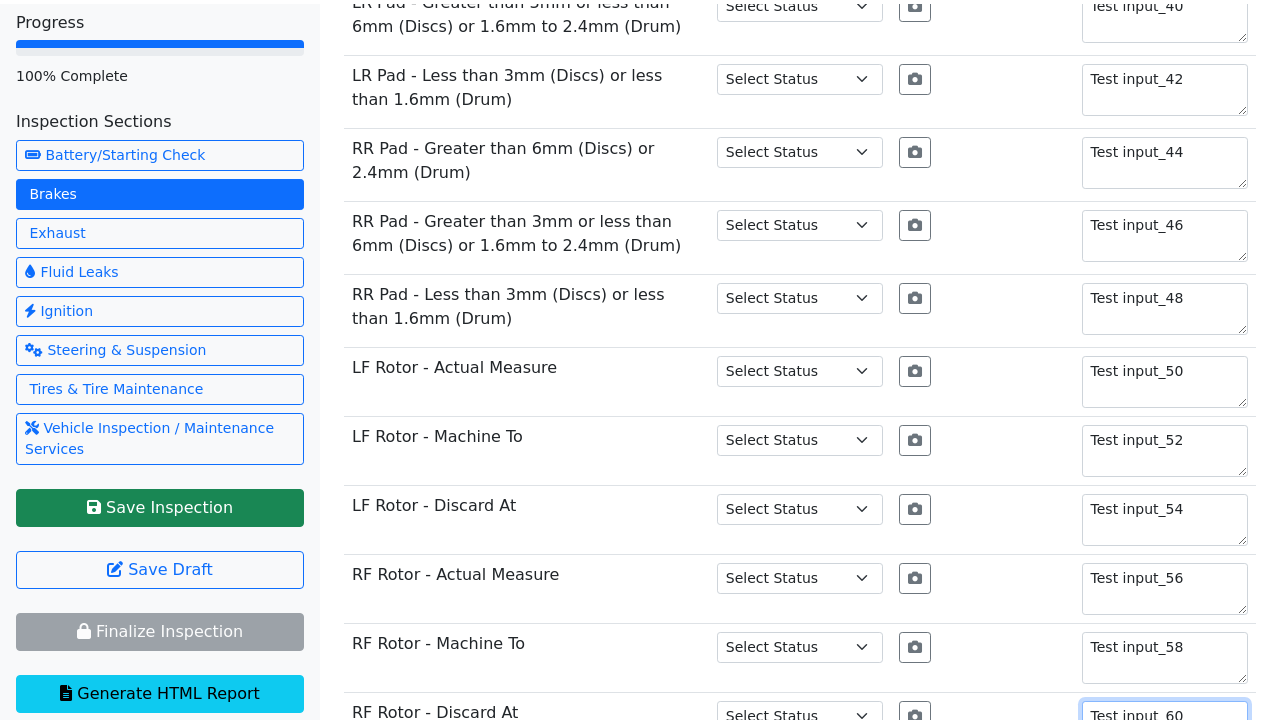 Progress
100% Complete
Inspection Sections
Battery/Starting Check
Brakes
Exhaust
Fluid Leaks
Ignition
Steering & Suspension
Tires & Tire Maintenance
Vehicle Inspection / Maintenance
Services
Save Inspection
Save Draft
Finalize Inspection
Generate HTML Report
LR Pad - Greater than 3mm or less than
6mm (Discs) or 1.6mm to 2.4mm (Drum)
Select Status
Test input_40
LR Pad - Less than 3mm (Discs) or less
than 1.6mm (Drum)
Select Status
Test input_42
RR Pad - Greater than 6mm (Discs) or
2.4mm (Drum)
Select Status
Test input_44
RR Pad - Greater than 3mm or less than
6mm (Discs) or 1.6mm to 2.4mm (Drum)
Select Status
Test input_46
RR Pad - Less than 3mm (Discs) or less
than 1.6mm (Drum)
Select Status
Test input_48
LF Rotor - Actual Measure
Select Status
Test input_50
LF Rotor - Machine To
Select Status
Test input_52
LF Rotor - Discard At
Select Status
Test input_54
RF Rotor - Actual Measure
Select Status
Test input_56
RF Rotor - Machine To
Select Status
Test input_58
RF Rotor - Discard At
Select Status
Test input_60